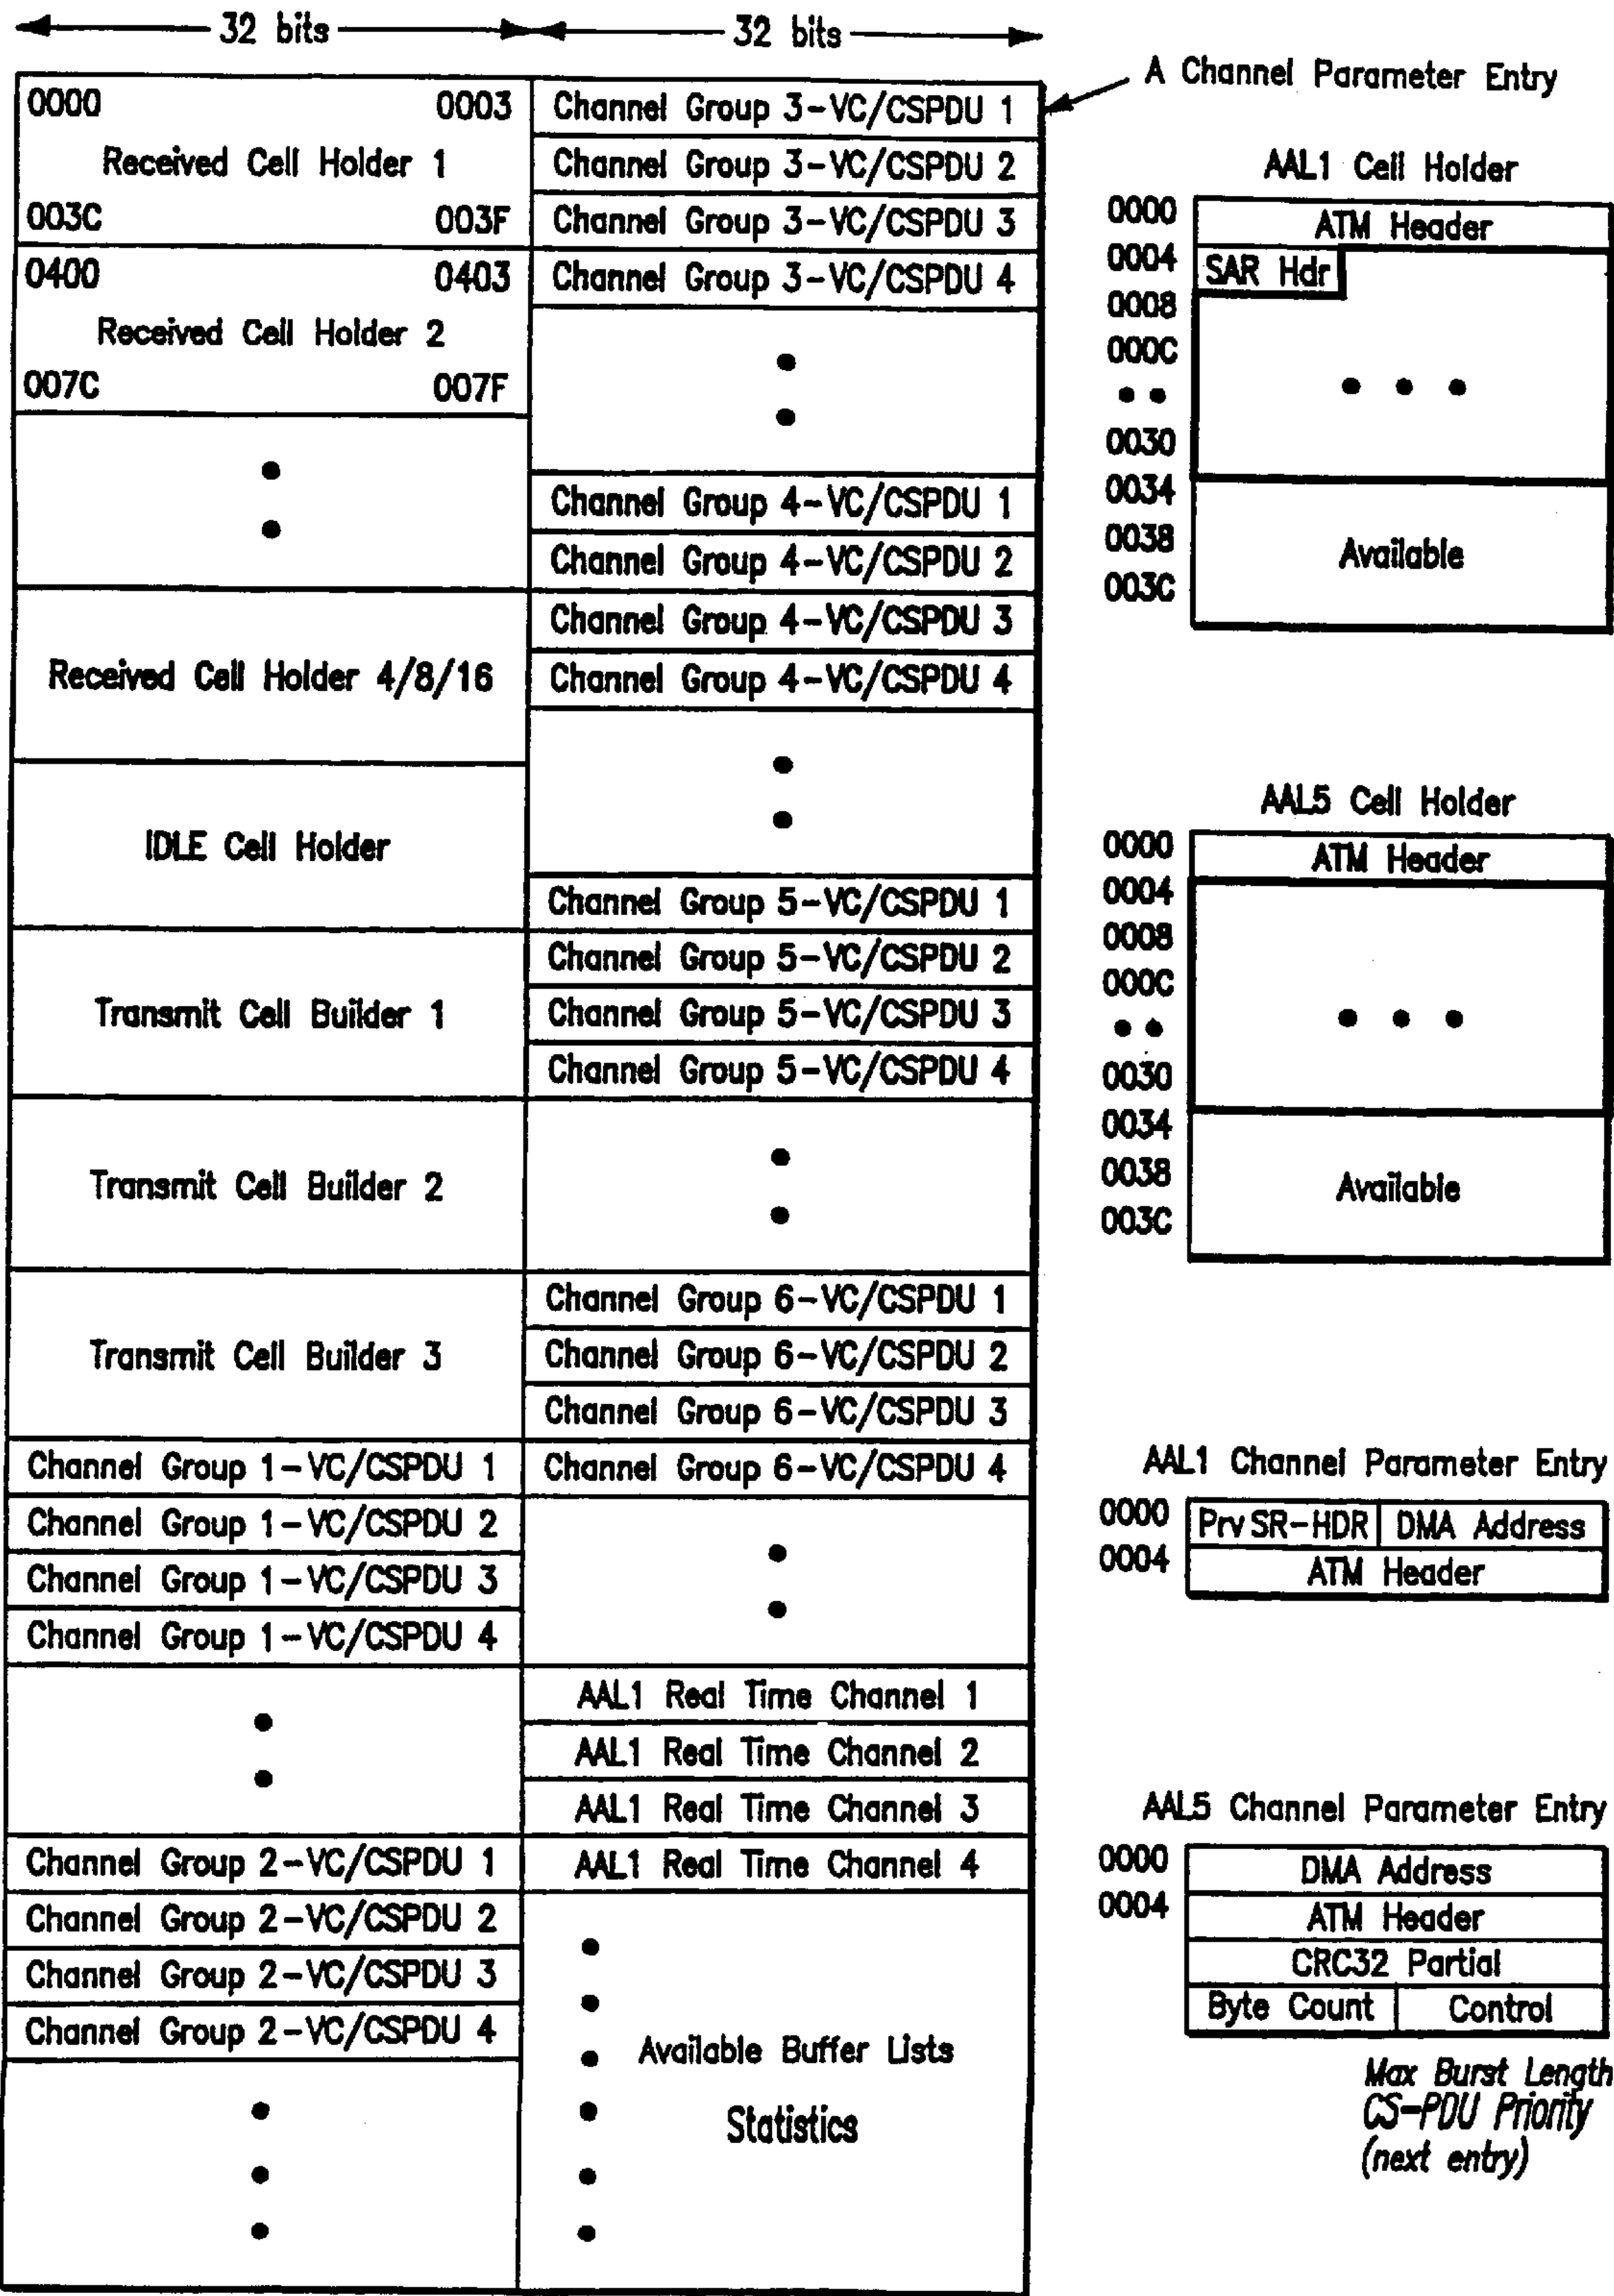 32 bits 32 bits
A Channel Parameter Entry
0000 0003
Received Cell Holder 1
003C 003F
0400 0403
Received Cell Holder 2
007C 007F
Received Cell Holder 4/8/16
IDLE Cell Holder
Transmit Cell Builder 1
Transmit Cell Builder 2
Transmit Cell Builder 3
Channel Group 1-VC/CSPDU 1
Channel Group 1-VC/CSPDU 2
Channel Group 1-VC/CSPDU 3
Channel Group 1-VC/CSPDU 4
Channel Group 2-VC/CSPDU 1
Channel Group 2-VC/CSPDU 2
Channel Group 2-VC/CSPDU 3
Channel Group 2-VC/CSPDU 4
Channel Group 3-VC/CSPDU 1
Channel Group 3-VC/CSPDU 2
Channel Group 3-VC/CSPDU 3
Channel Group 3-VC/CSPDU 4
Channel Group 4-VC/CSPDU 1
Channel Group 4-VC/CSPDU 2
Channel Group 4-VC/CSPDU 3
Channel Group 4-VC/CSPDU 4
Channel Group 5-VC/CSPDU 1
Channel Group 5-VC/CSPDU 2
Channel Group 5-VC/CSPDU 3
Channel Group 5-VC/CSPDU 4
Channel Group 6-VC/CSPDU 1
Channel Group 6-VC/CSPDU 2
Channel Group 6-VC/CSPDU 3
Channel Group 6-VC/CSPDU 4
AAL1 Real Time Channel 1
AAL1 Real Time Channel 2
AAL1 Real Time Channel 3
AAL1 Real Time Channel 4
Available Buffer Lists
Statistics
AAL1 Cell Holder
0000 ATM Header
0004 SAR Hdr
0008
000C
0030
0034
0038 Available
003C
AAL5 Cell Holder
0000 ATM Header
0004
0008
000C
0030
0034
0038 Available
003C
AAL1 Channel Parameter Entry
0000 Prv SR-HDR DMA Address
0004 ATM Header
AAL5 Channel Parameter Entry
0000 DMA Address
0004 ATM Header
CRC32 Partial
Byte Count Control
Max Burst Length
CS-PDU Priority
(next entry)